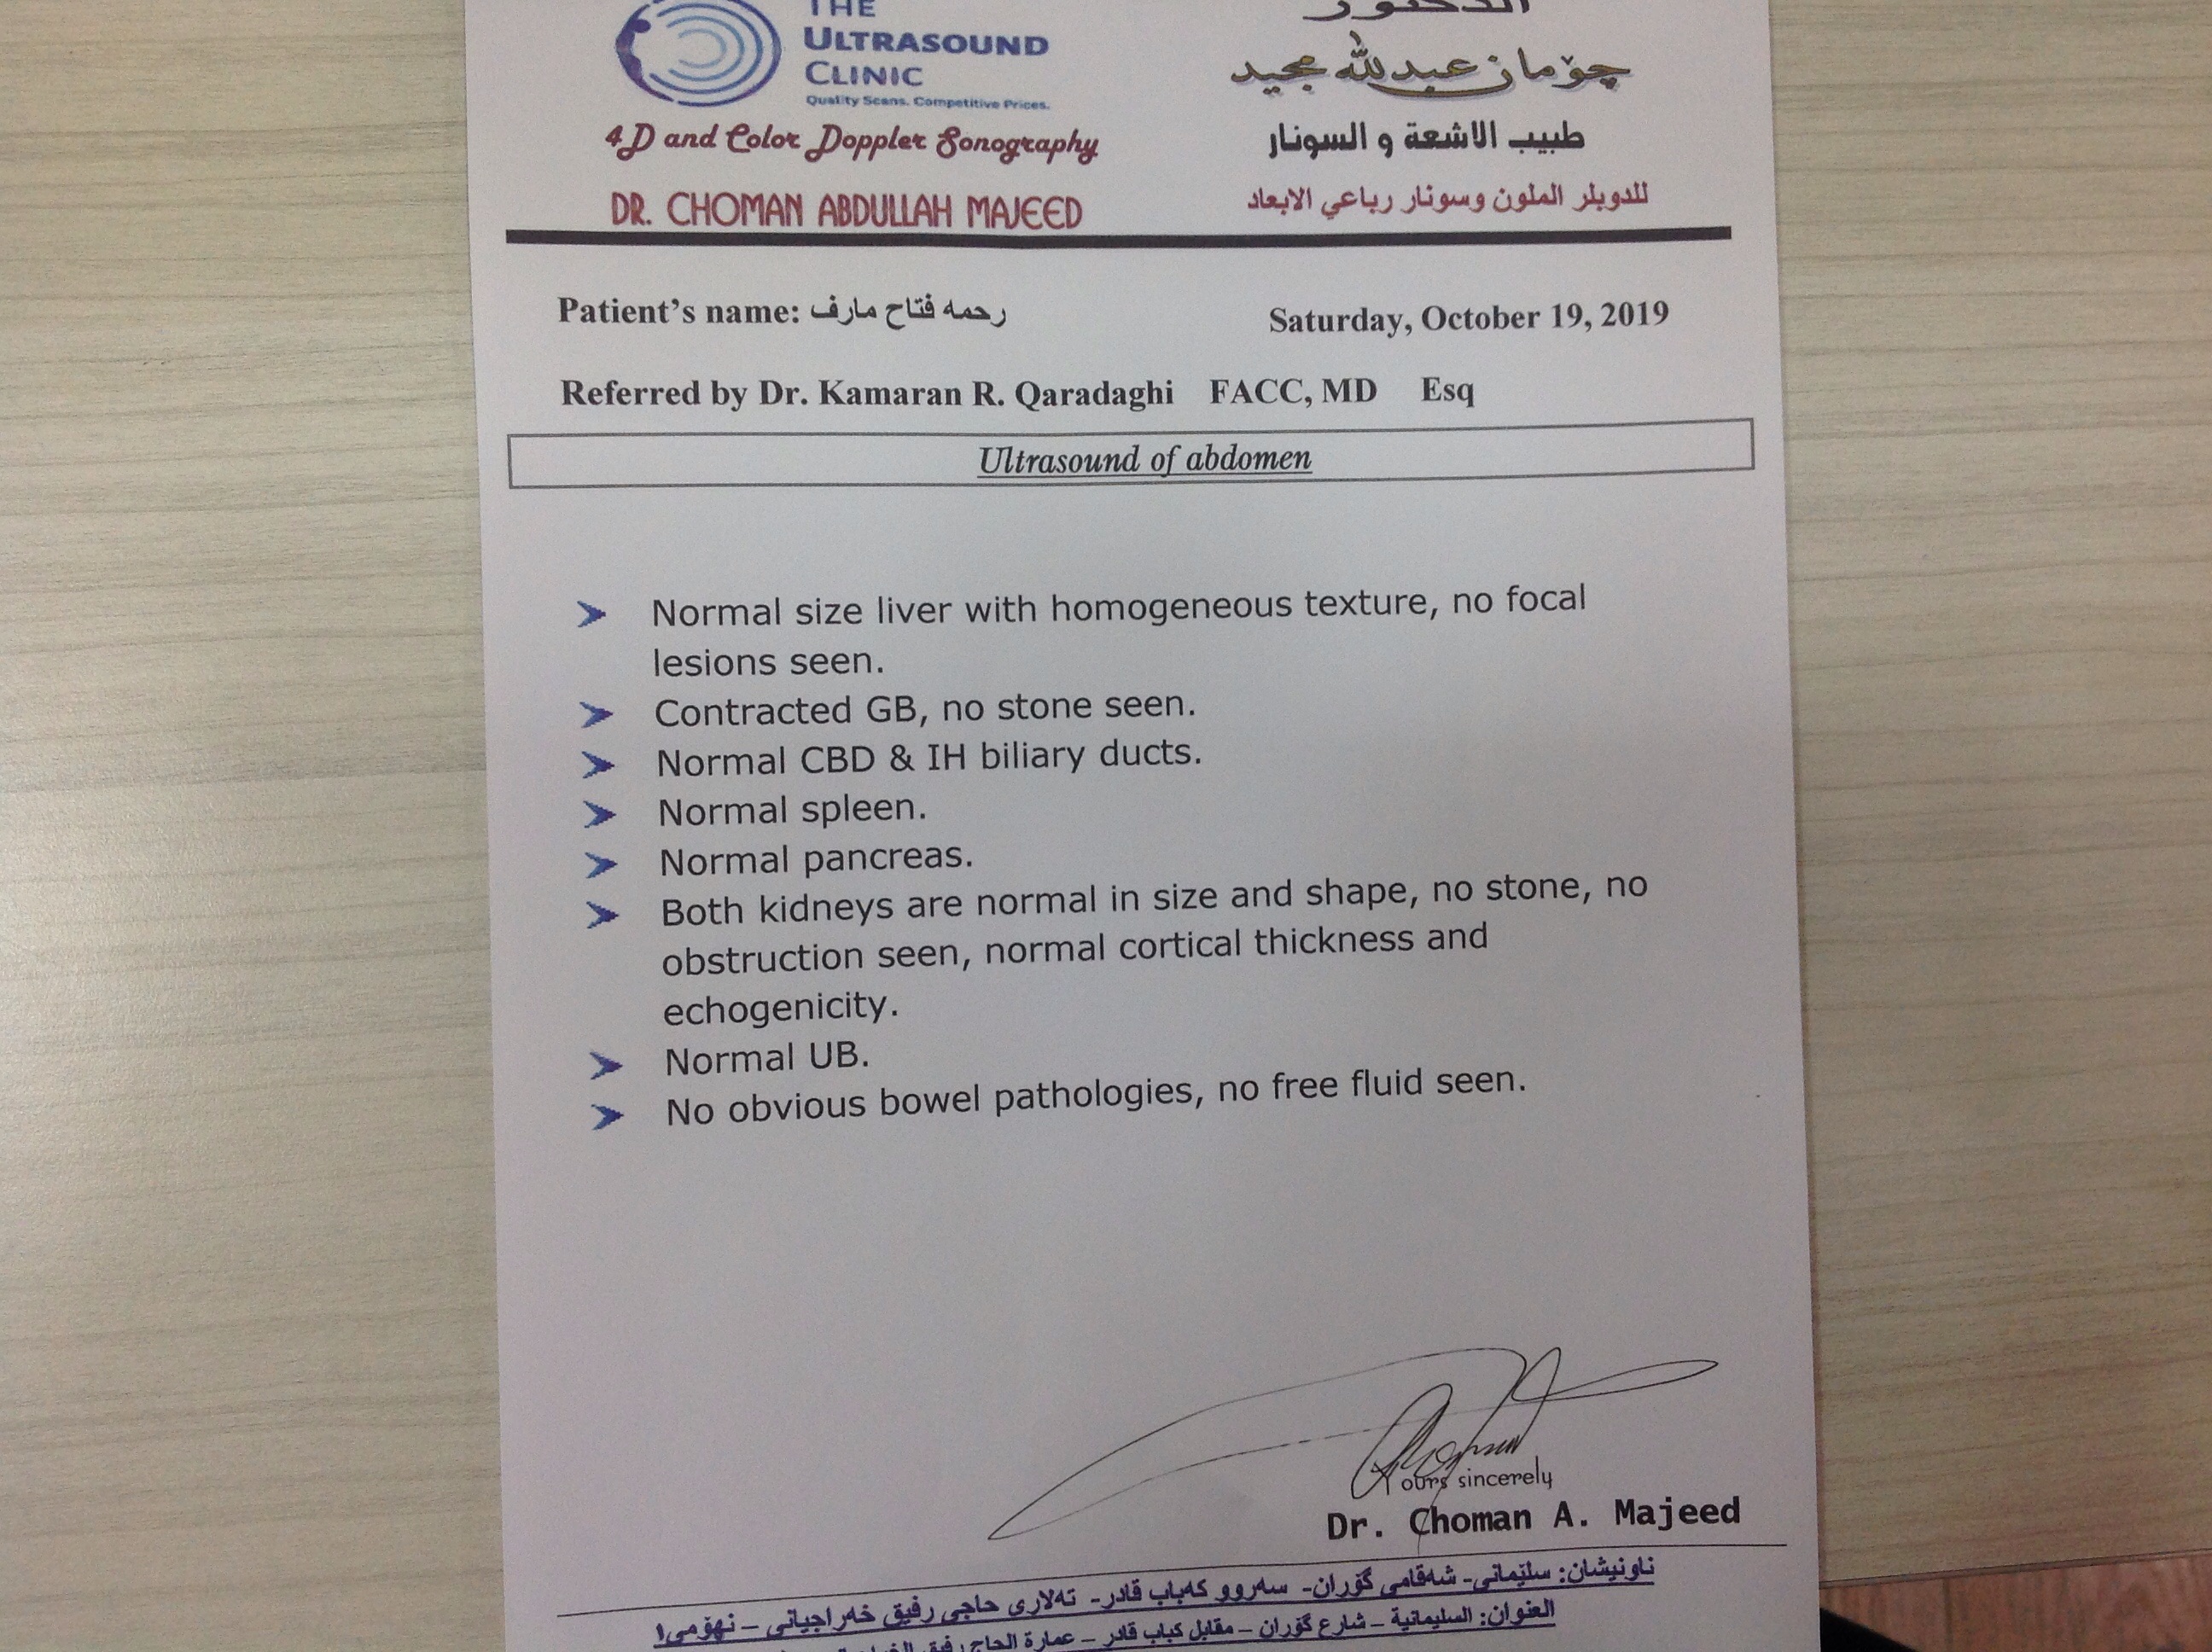 THE
ULTRASOUND
CLINIC
Quality Scans. Competitive Prices.
4D and Color Doppler Sonography
DR. CHOMAN ABDULLAH MAJEED
الدكتور
چۆمان عبدلله مجيد
طبيب الاشعة و السونار
للدوبلر الملون وسونار رباعي الابعاد
Patient's name: رحمه فتاح مارف
Saturday, October 19, 2019
Referred by Dr. Kamaran R. Qaradaghi FACC, MD Esq
Ultrasound of abdomen
Normal size liver with homogeneous texture, no focal
lesions seen.
Contracted GB, no stone seen.
Normal CBD & IH biliary ducts.
Normal spleen.
Normal pancreas.
Both kidneys are normal in size and shape, no stone, no
obstruction seen, normal cortical thickness and
echogenicity.
Normal UB.
No obvious bowel pathologies, no free fluid seen.
Yours sincerely
Dr. Choman A. Majeed
ناونیشان: سلێمانی- شەقامی گۆران- سەروو کەباب قادر- تەلاری حاجی رفیق خەراجیانی – نهۆمی١
العنوان: السليمانية – شارع گۆران – مقابل كباب قادر – عمارة الحاج رفيق